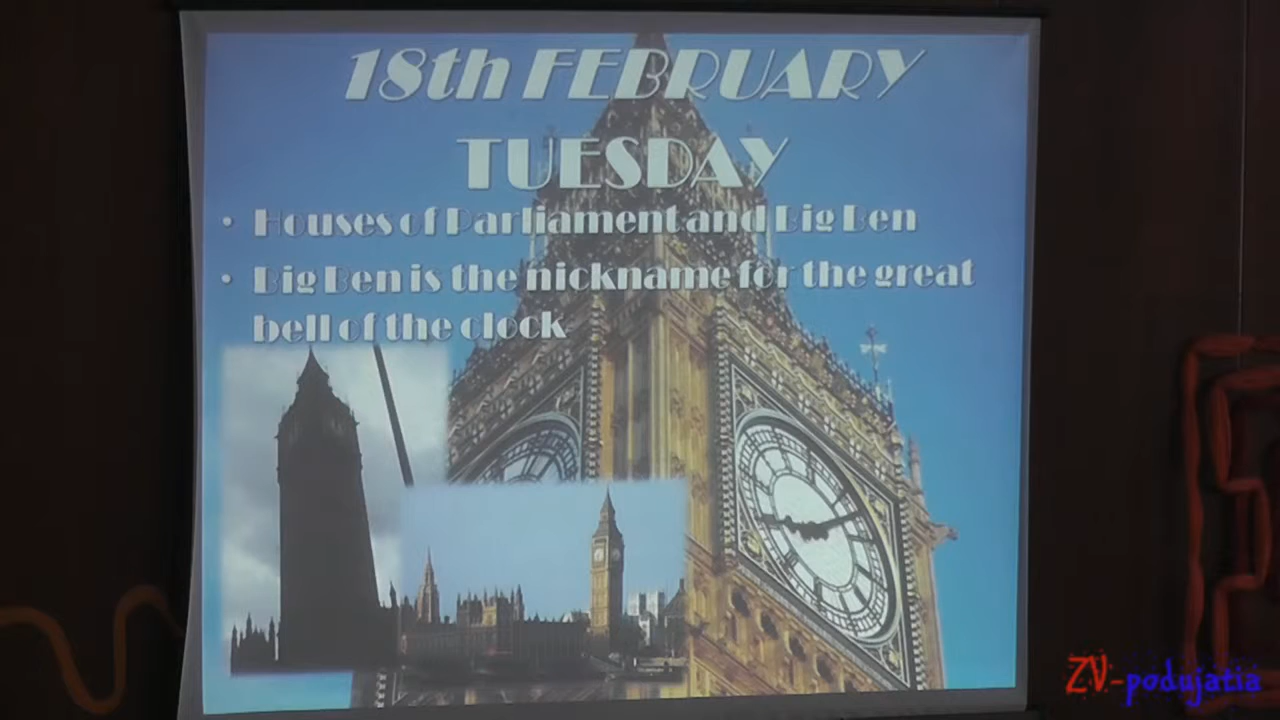 18th FEBRUARY
TUESDAY
• Houses of Parliament and Big Ben
• Big Ben is the nickname for the great
bell of the clock
ZV-podujatia